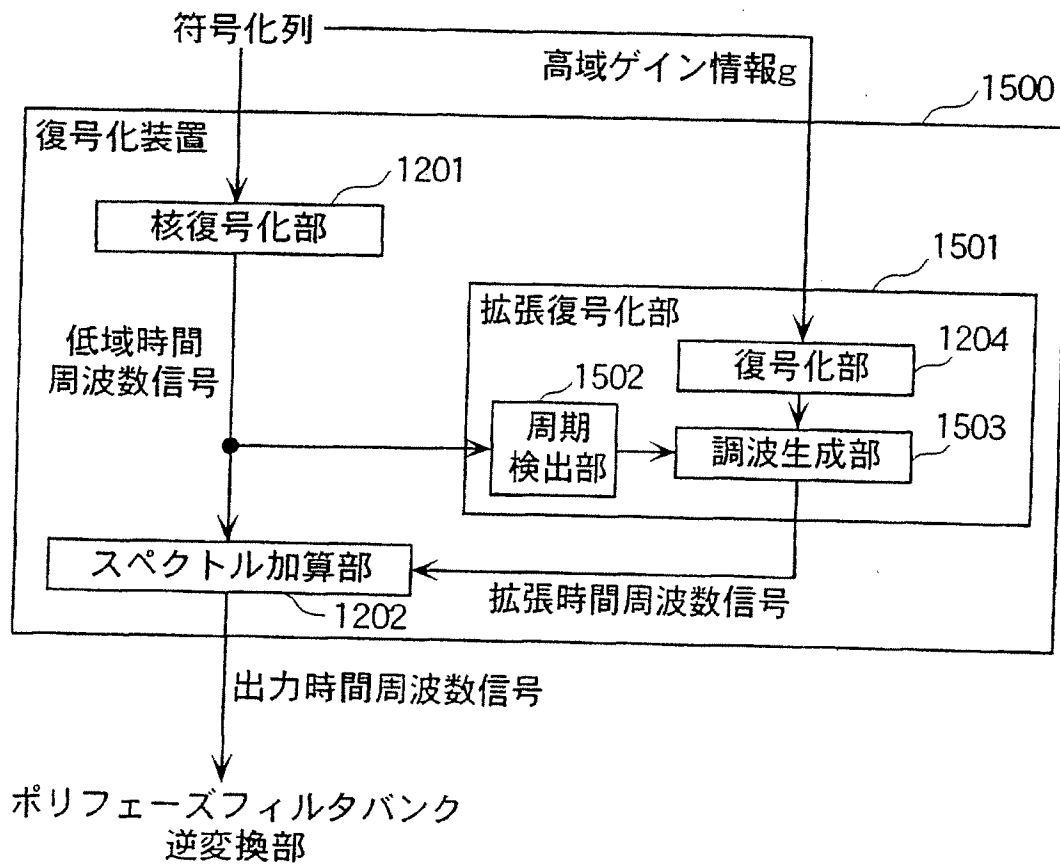 符号化列
高域ゲイン情報g
1500
復号化装置
1201
核復号化部
1501
拡張復号化部
低域時間
周波数信号
1204
復号化部
1502
周期
検出部
1503
調波生成部
スペクトル加算部
1202
拡張時間周波数信号
出力時間周波数信号
ポリフェーズフィルタバンク
逆変換部